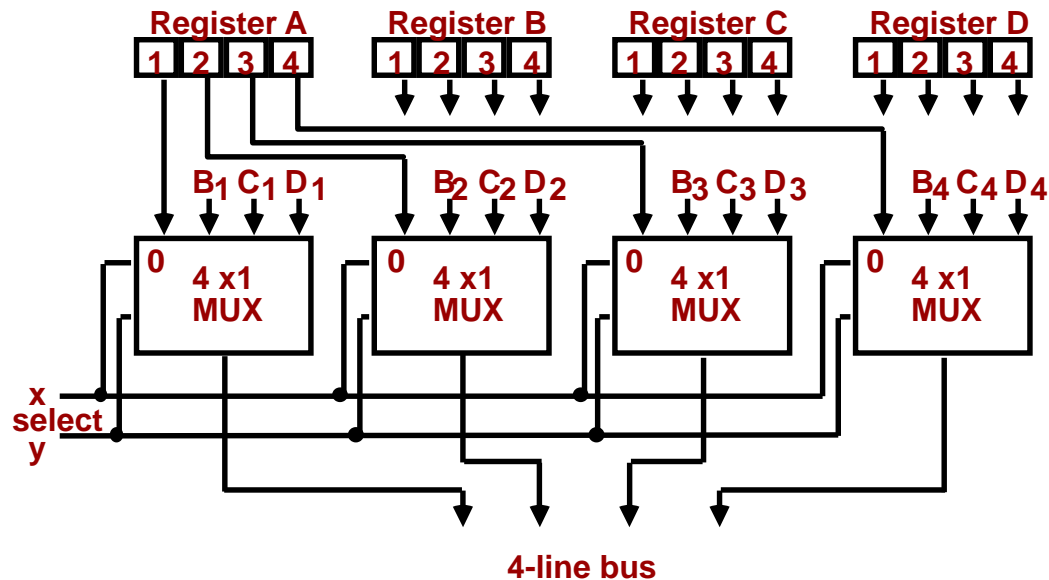 Register A Register B Register C Register D
1 2 3 4 1 2 3 4 1 2 3 4 1 2 3 4
B1 C1 D1 B2 C2 D2 B3 C3 D3 B4 C4 D4
0 0 0 0
4 x1 4 x1 4 x1 4 x1
MUX MUX MUX MUX
x
select
y
4-line bus